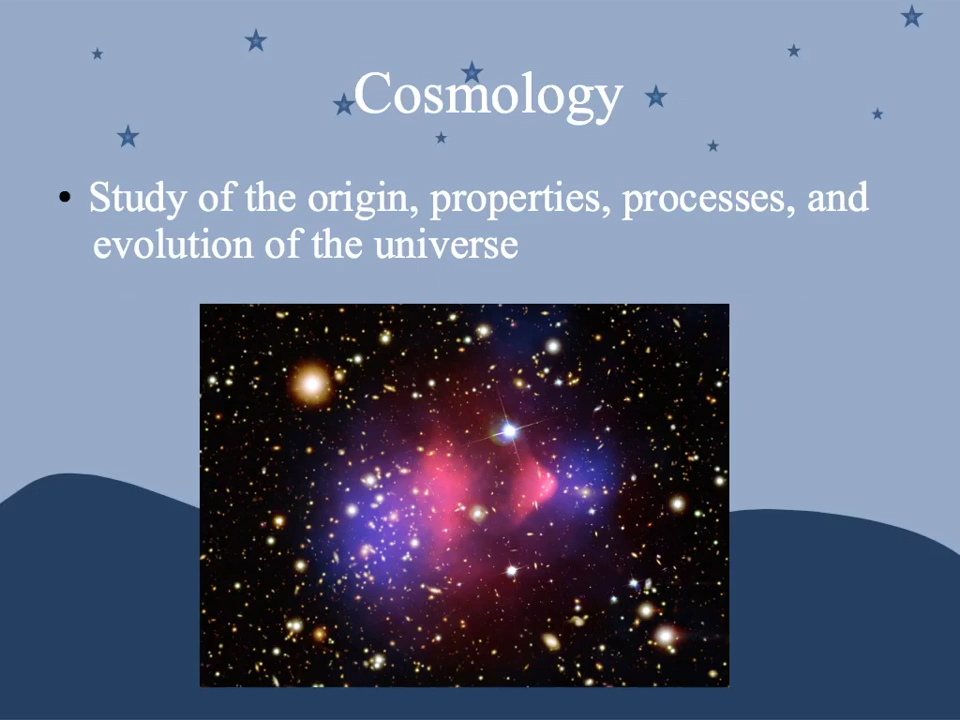 Cosmology
• Study of the origin, properties, processes, and
evolution of the universe